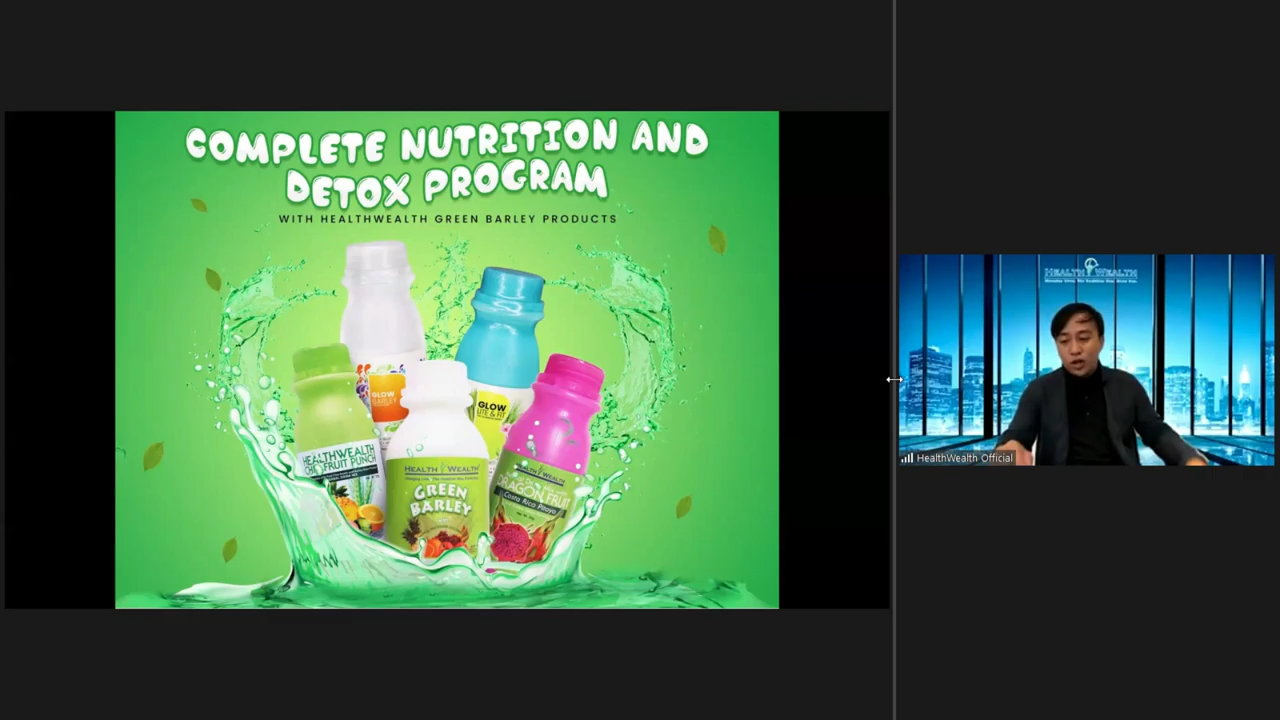 COMPLETE NUTRITION AND
DETOX PROGRAM
WITH HEALTHWEALTH GREEN BARLEY PRODUCTS
GLOW
BARLEY
GLOW
LITE & FIT
HEALTHWEALTH
FRUIT PUNCH
HEALTH WEALTH
GREEN
BARLEY
HEALTH WEALTH
DRAGON FRUIT
Costa Rica Pitaya
HEALTH WEALTH
HealthWealth Official